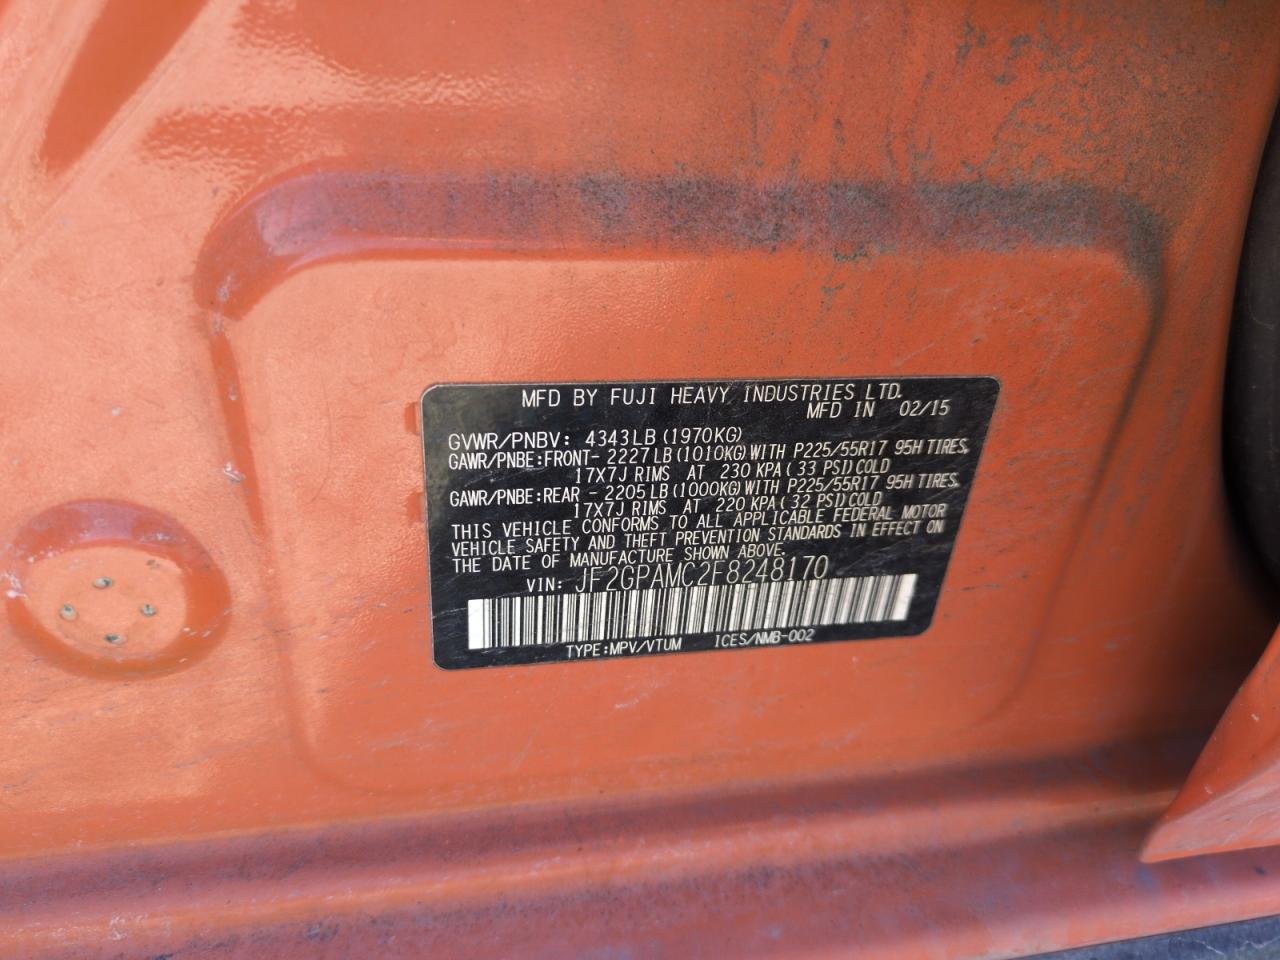 MFD BY FUJI HEAVY INDUSTRIES LTD.
MFD IN 02/15
GVWR/PNBV: 4343LB(1970KG)
GAWR/PNBE:FRONT- 2227LB(1010KG)WITH P225/55R17 95H TIRES,
17X7J RIMS AT 230 KPA(33 PSI)COLD
GAWR/PNBE:REAR - 2205LB(1000KG)WITH P225/55R17 95H TIRES,
17X7J RIMS AT 220 KPA(32 PSI)COLD
THIS VEHICLE CONFORMS TO ALL APPLICABLE FEDERAL MOTOR
VEHICLE SAFETY AND THEFT PREVENTION STANDARDS IN EFFECT ON
THE DATE OF MANUFACTURE SHOWN ABOVE.
VIN: JF2GPAMC2F8248170
TYPE:MPV/VTUM ICES/NMB-002